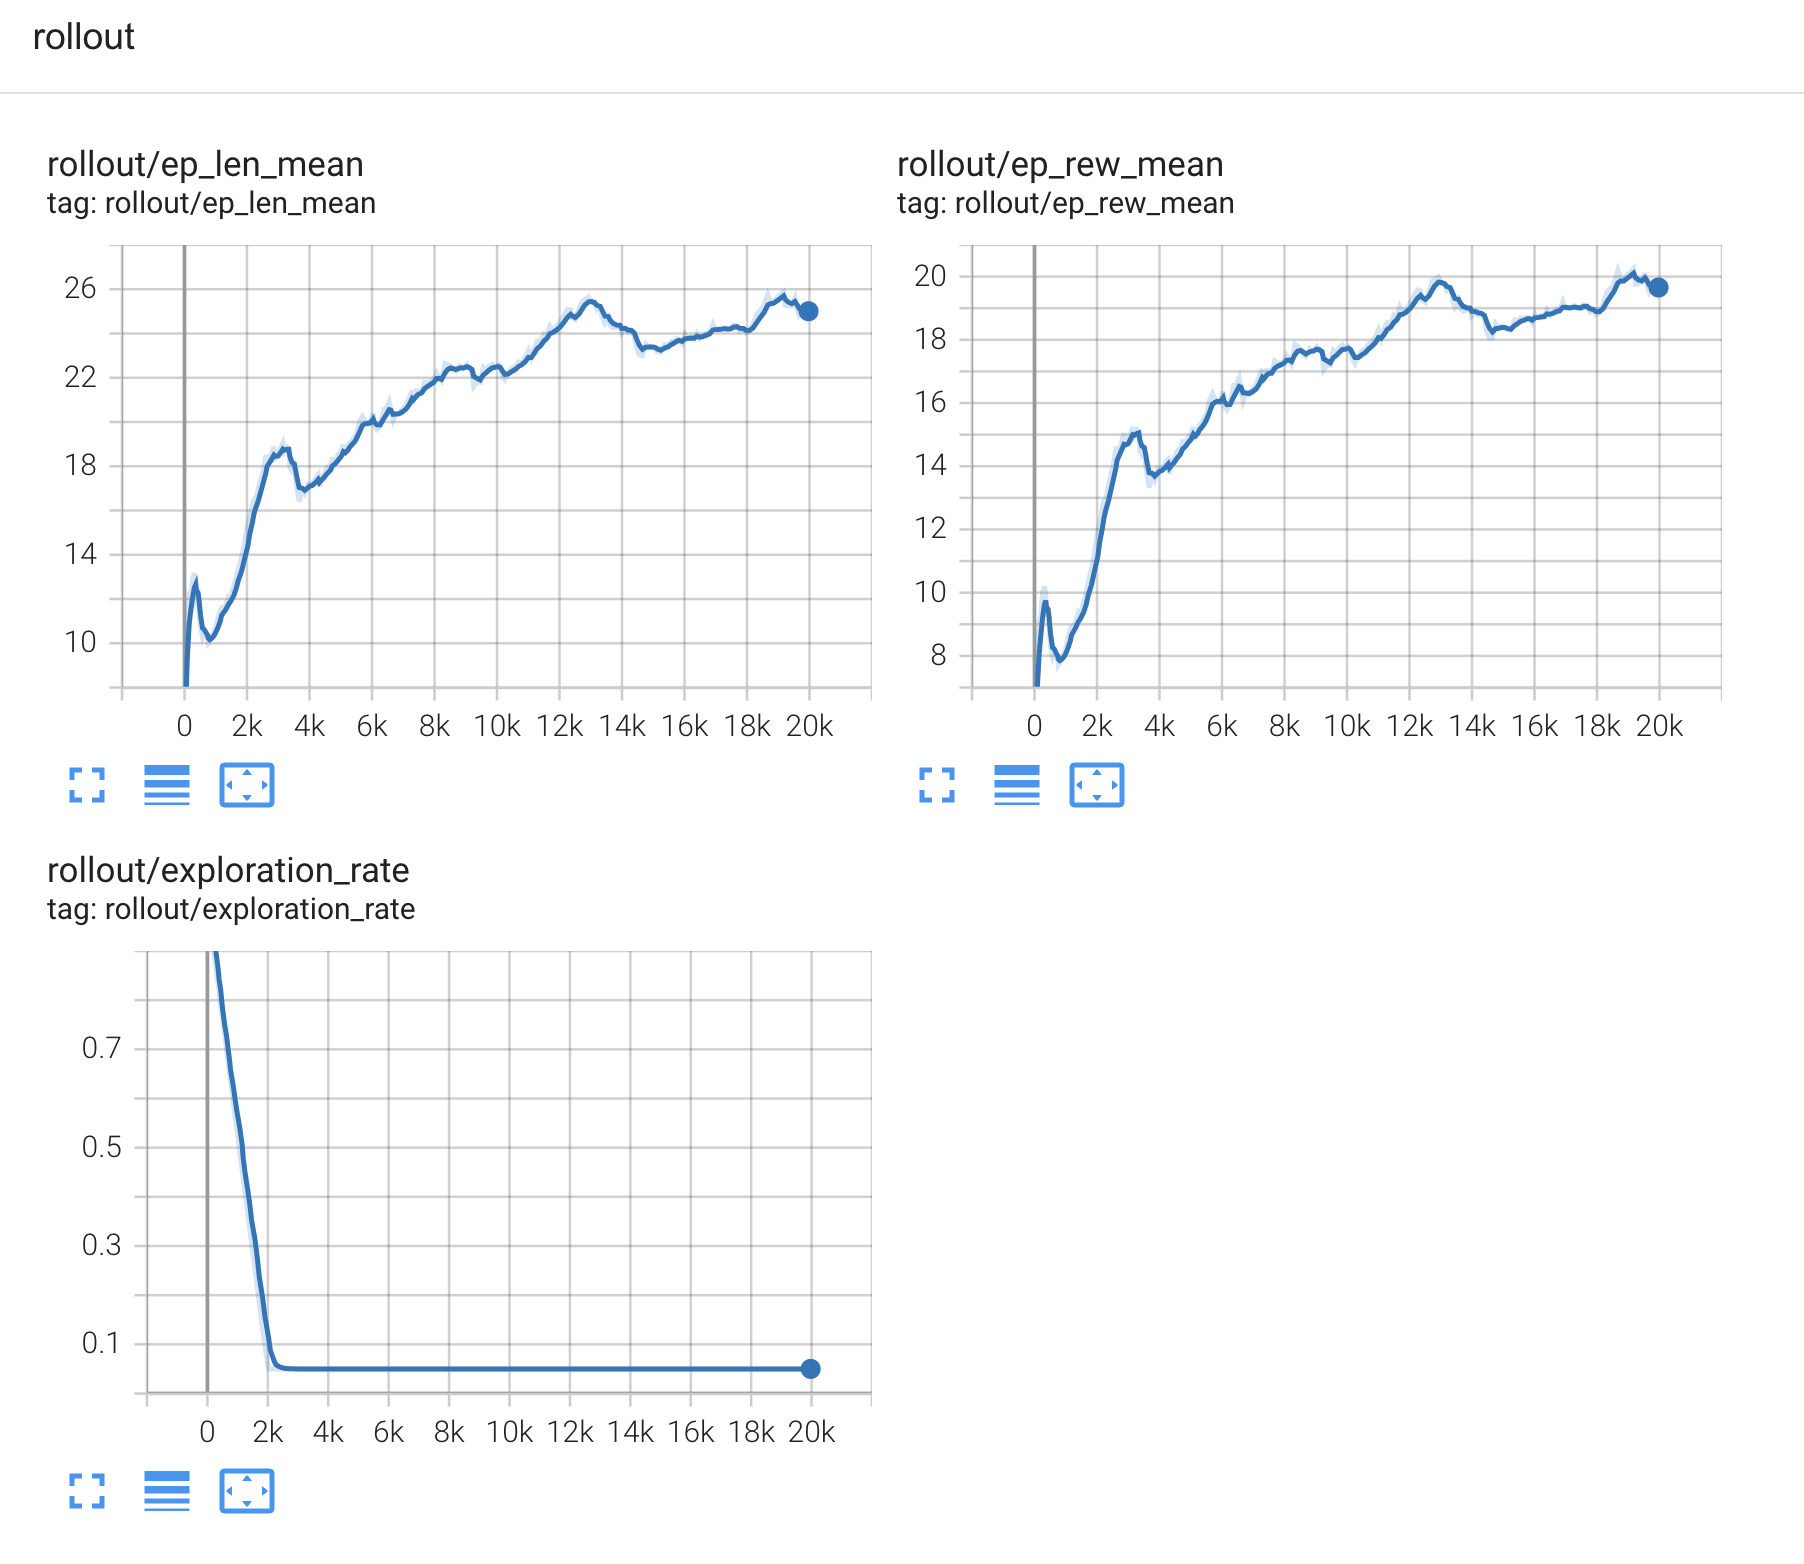 rollout
rollout/ep_len_mean
tag: rollout/ep_len_mean
26
22
18
14
10
0 2k 4k 6k 8k 10k 12k 14k 16k 18k 20k
rollout/ep_rew_mean
tag: rollout/ep_rew_mean
20
18
16
14
12
10
8
0 2k 4k 6k 8k 10k 12k 14k 16k 18k 20k
rollout/exploration_rate
tag: rollout/exploration_rate
0.7
0.5
0.3
0.1
0 2k 4k 6k 8k 10k 12k 14k 16k 18k 20k